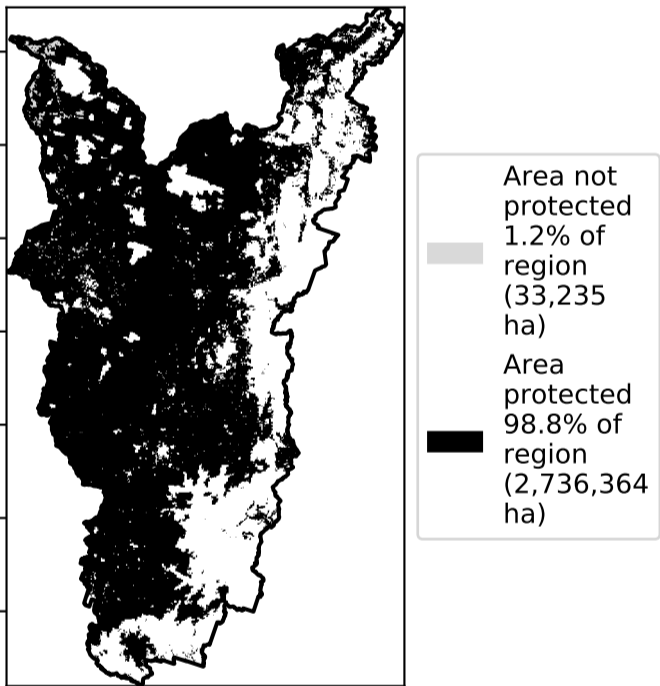 Area not
protected
1.2% of
region
(33,235
ha)
Area
protected
98.8% of
region
(2,736,364
ha)